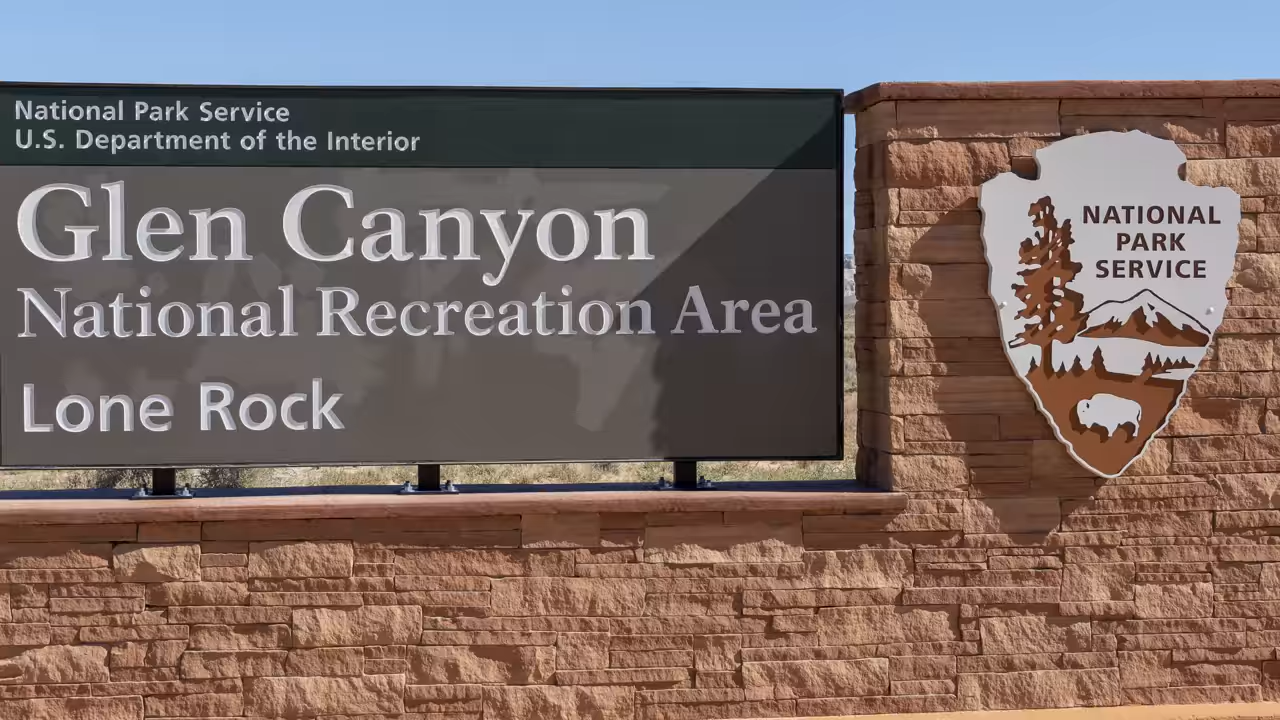 National Park Service
U.S. Department of the Interior
Glen Canyon
National Recreation Area
Lone Rock
NATIONAL
PARK
SERVICE